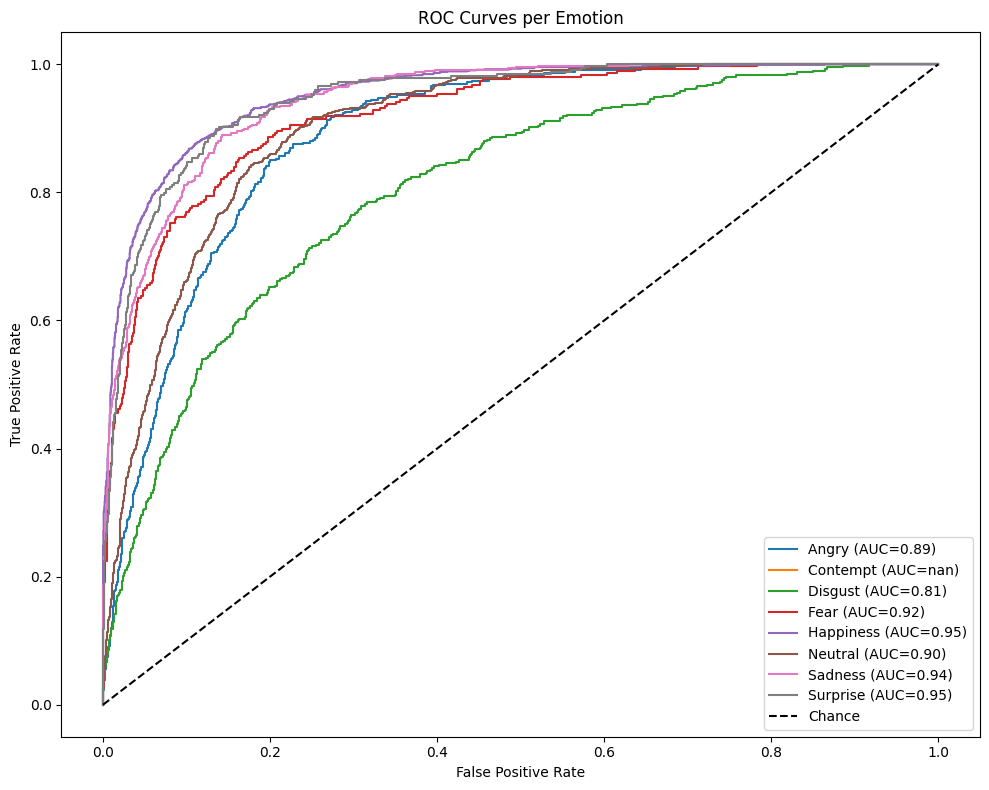 ROC Curves per Emotion
True Positive Rate
1.0
0.8
0.6
0.4
0.2
0.0
0.0 0.2 0.4 0.6 0.8 1.0
False Positive Rate
Angry (AUC=0.89)
Contempt (AUC=nan)
Disgust (AUC=0.81)
Fear (AUC=0.92)
Happiness (AUC=0.95)
Neutral (AUC=0.90)
Sadness (AUC=0.94)
Surprise (AUC=0.95)
Chance